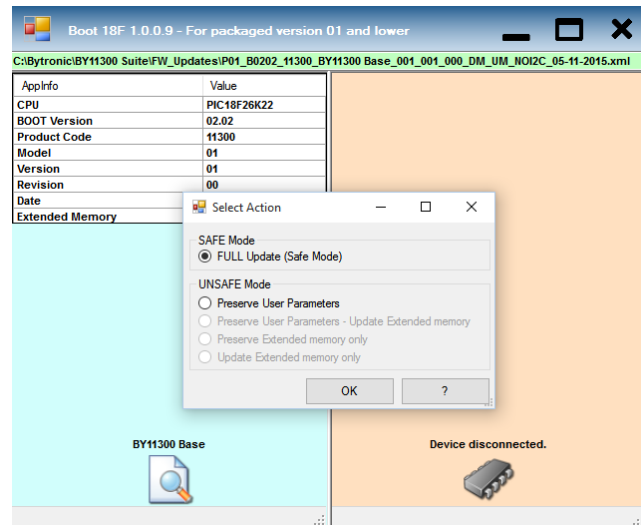 Boot 18F 1.0.0.9 - For packaged version 01 and lower
C:\Bytronic\BY11300 Suite\FW_Updates\P01_B0202_11300_BY11300 Base_001_001_000_DM_UM_NOI2C_05-11-2015.xml
AppInfo Value
CPU PIC18F26K22
BOOT Version 02.02
Product Code 11300
Model 01
Version 01
Revision 00
Date
Extended Memory
Select Action
SAFE Mode
FULL Update (Safe Mode)
UNSAFE Mode
Preserve User Parameters
Preserve User Parameters - Update Extended memory
Preserve Extended memory only
Update Extended memory only
OK ?
BY11300 Base Device disconnected.